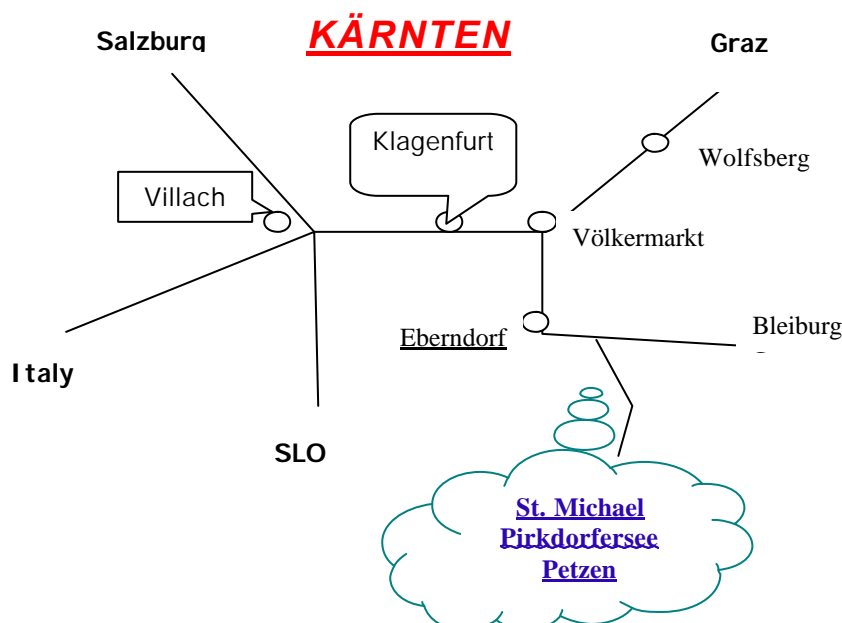 KÄRNTEN
Salzburg
Graz
Klagenfurt
Wolfsberg
Villach
Völkermarkt
Bleiburg
Eberndorf
Italy
SLO
St. Michael
Pirkdorfersee
Petzen